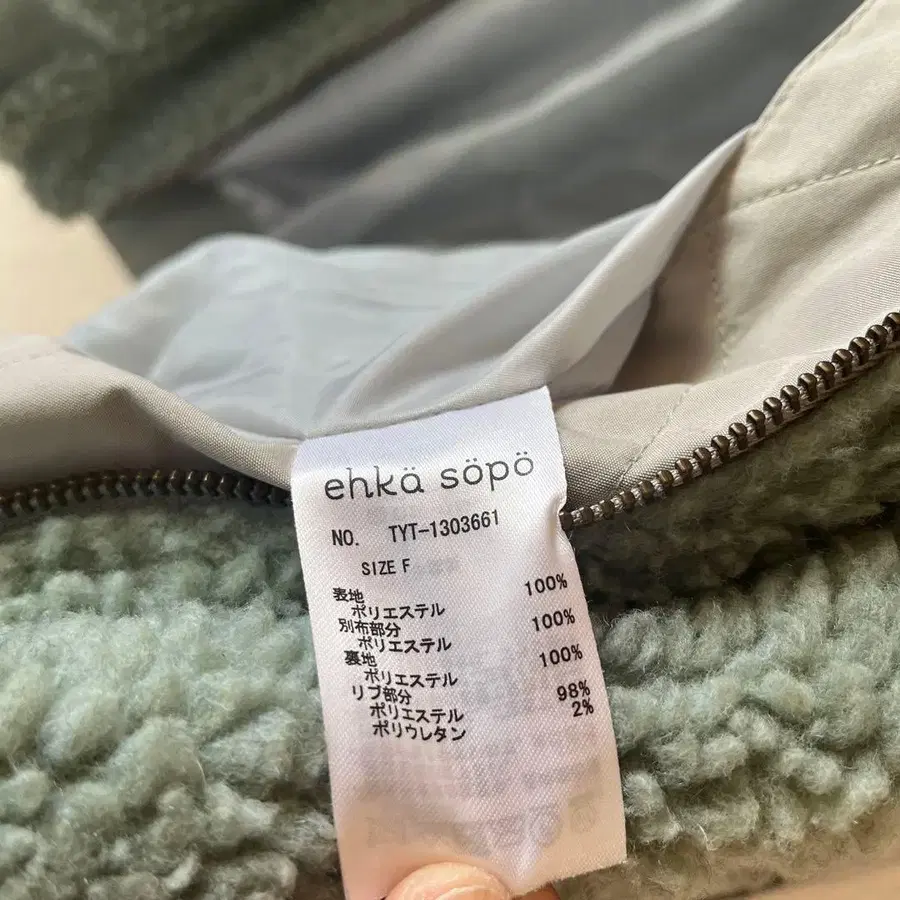 ehkä söpö
NO. TYT-1303661
SIZE F
表地
ポリエステル 100%
別布部分
ポリエステル 100%
裏地
ポリエステル 100%
リブ部分
ポリエステル 98%
ポリウレタン 2%